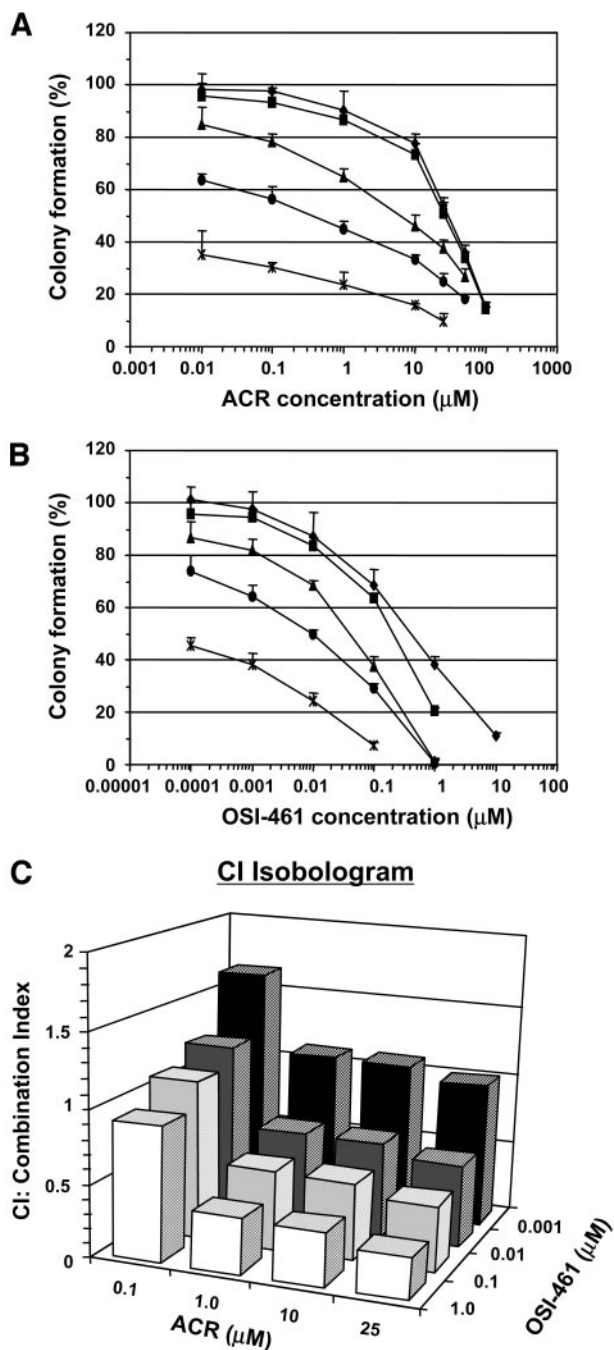 A
120
100
80
60
40
20
0
Colony formation (%)
0.001 0.01 0.1 1 10 100 1000
ACR concentration (μM)
B
120
100
80
60
40
20
0
Colony formation (%)
0.00001 0.0001 0.001 0.01 0.1 1 10 100
OSI-461 concentration (μM)
C
CI Isobologram
2
1.5
1
0.5
0
CI: Combination Index
0.1 1.0 10 25
ACR (μM)
0.001
0.01
0.1
1.0
OSI-461 (μM)